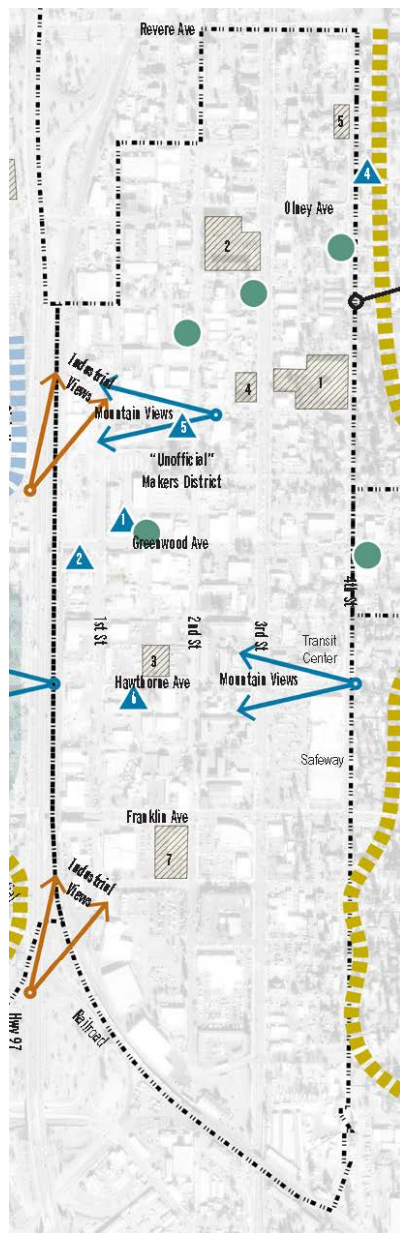 Revere Ave
5
4
Olney Ave
2
Industrial
Views
1
4
Mountain Views
5
"Unofficial"
Makers District
1
Greenwood Ave
2
4th St
1st St
2nd St
3rd St
Transit
Center
3
Hawthorne Ave
Mountain Views
6
Safeway
Franklin Ave
7
Industrial
Views
Railroad
Hwy 97